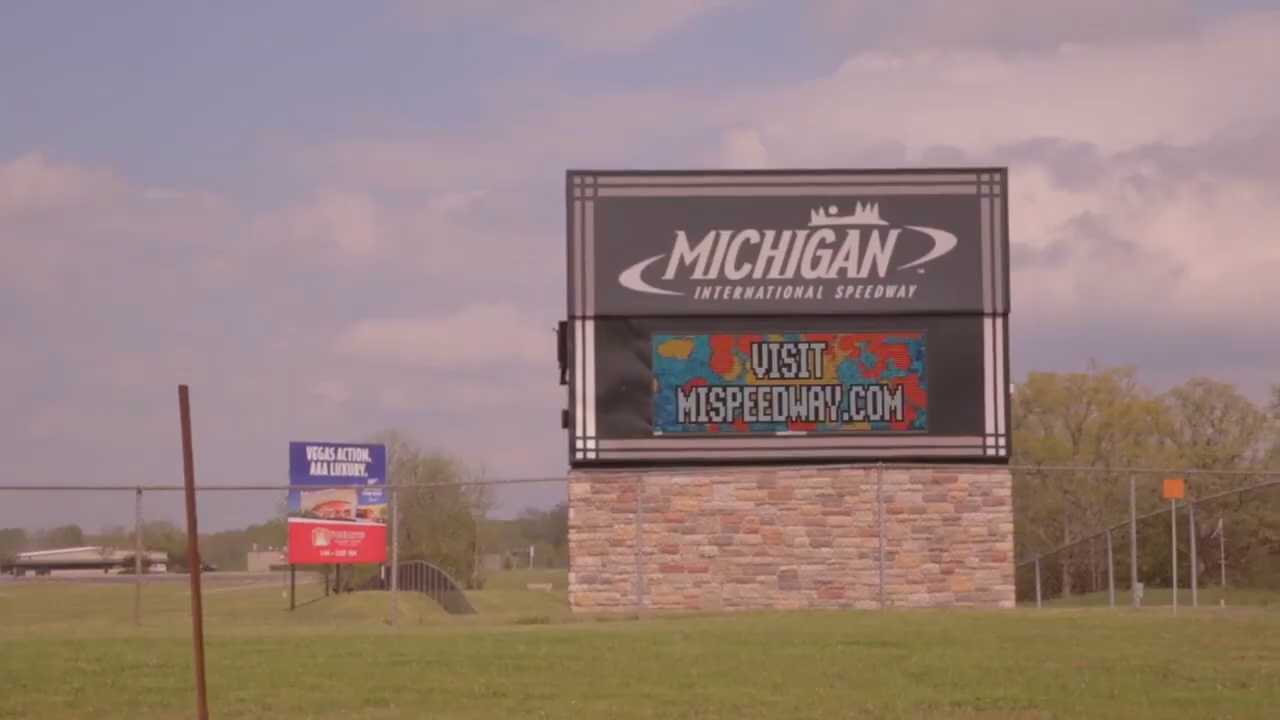 MICHIGAN
INTERNATIONAL SPEEDWAY
VISIT
MISPEEDWAY.COM
VEGAS ACTION.
AAA LUXURY.